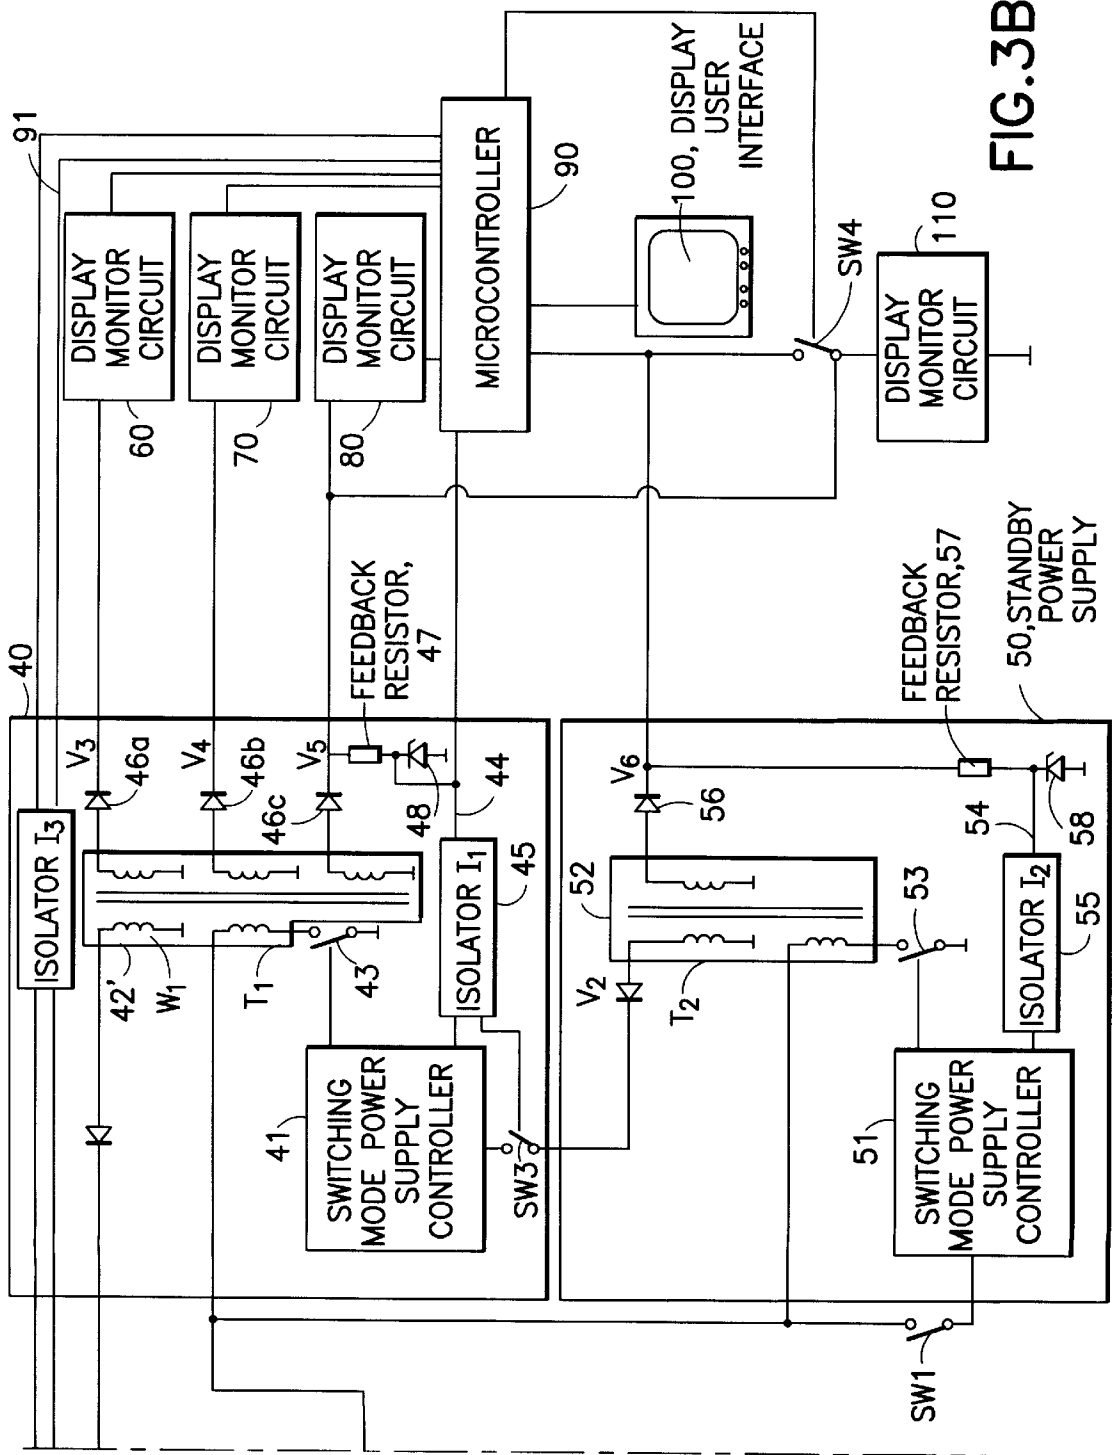 40
ISOLATOR I3
91
42'
W1
T1
V3
46a
V4
46b
V5
46c
43
DISPLAY
MONITOR
CIRCUIT
60
DISPLAY
MONITOR
CIRCUIT
70
DISPLAY
MONITOR
CIRCUIT
80
41
SWITCHING
MODE POWER
SUPPLY
CONTROLLER
SW3
ISOLATOR I1
45
44
48
FEEDBACK
RESISTOR,
47
MICROCONTROLLER
90
100, DISPLAY
USER
INTERFACE
SW4
DISPLAY
MONITOR
CIRCUIT
110
V2
52
T2
V6
56
53
51
SWITCHING
MODE POWER
SUPPLY
CONTROLLER
ISOLATOR I2
55
54
58
FEEDBACK
RESISTOR,57
50,STANDBY
POWER
SUPPLY
SW1
FIG.3B